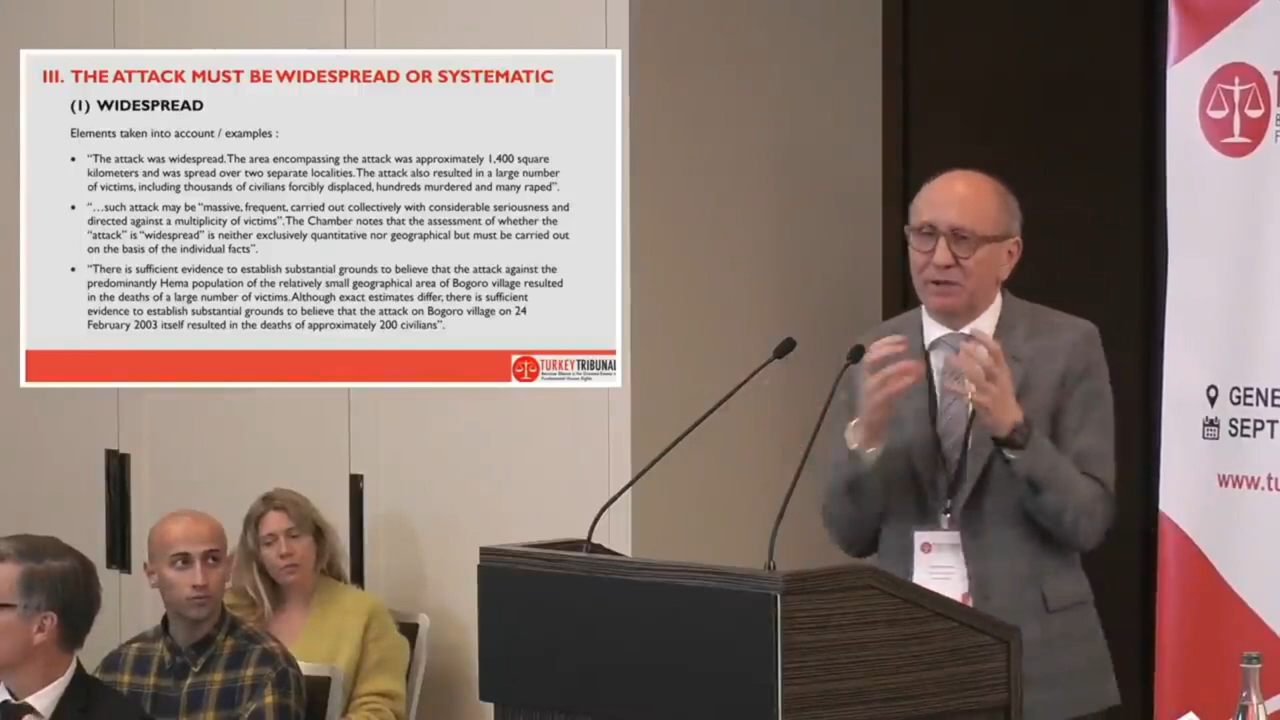 III. THE ATTACK MUST BE WIDESPREAD OR SYSTEMATIC
(1) WIDESPREAD
Elements taken into account / examples :
• “The attack was widespread. The area encompassing the attack was approximately 1,400 square
kilometers and was spread over two separate localities. The attack also resulted in a large number
of victims, including thousands of civilians forcibly displaced, hundreds murdered and many raped”.
• “…such attack may be “massive, frequent, carried out collectively with considerable seriousness and
directed against a multiplicity of victims”. The Chamber notes that the assessment of whether the
“attack” is “widespread” is neither exclusively quantitative nor geographical but must be carried out
on the basis of the individual facts”.
• “There is sufficient evidence to establish substantial grounds to believe that the attack against the
predominantly Hema population of the relatively small geographical area of Bogoro village resulted
in the deaths of a large number of victims. Although exact estimates differ, there is sufficient
evidence to establish substantial grounds to believe that the attack on Bogoro village on 24
February 2003 itself resulted in the deaths of approximately 200 civilians”.
TURKEY TRIBUNAL
Fundamental Human Rights
GENE
SEPT
www.tu